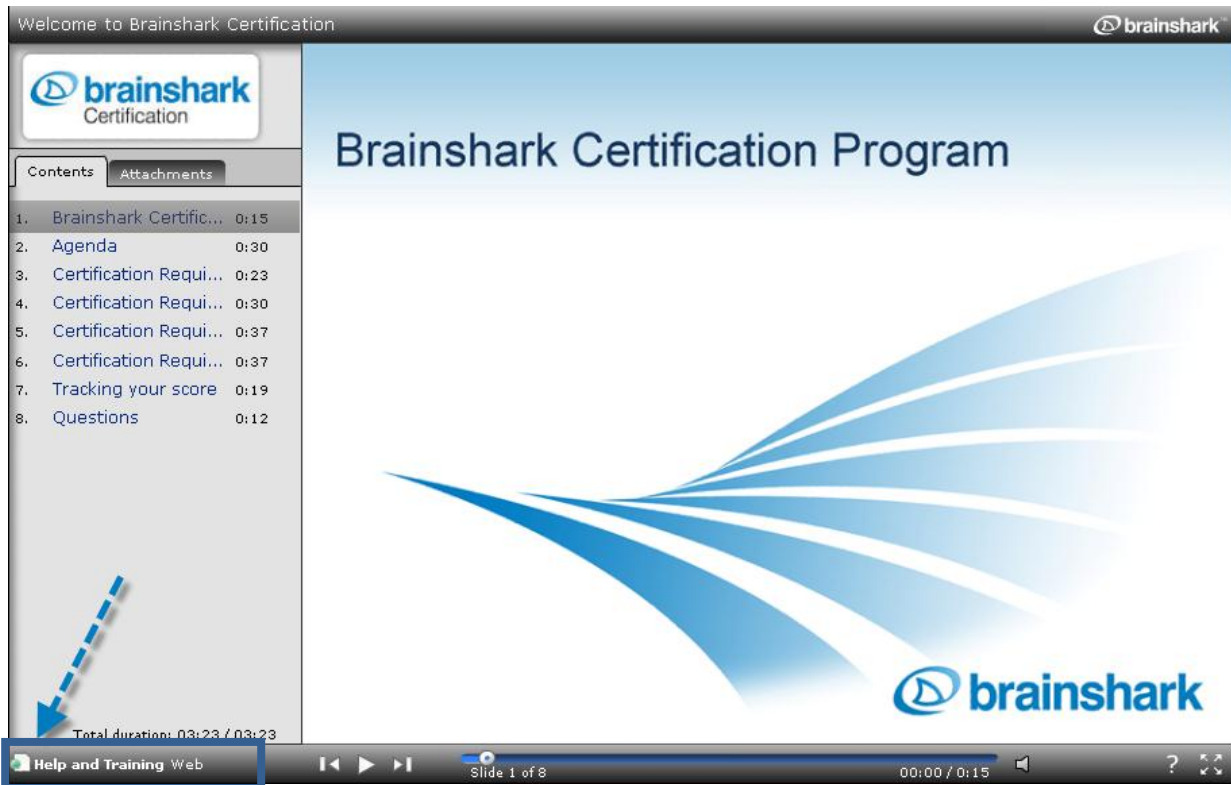 Welcome to Brainshark Certification
brainshark
brainshark
Certification
Contents
Attachments
1. Brainshark Certific... 0:15
2. Agenda 0:30
3. Certification Requi... 0:23
4. Certification Requi... 0:30
5. Certification Requi... 0:37
6. Certification Requi... 0:37
7. Tracking your score 0:19
8. Questions 0:12
Total duration: 03:23 / 03:23
Brainshark Certification Program
brainshark
Help and Training Web
Slide 1 of 8
00:00 / 0:15
?